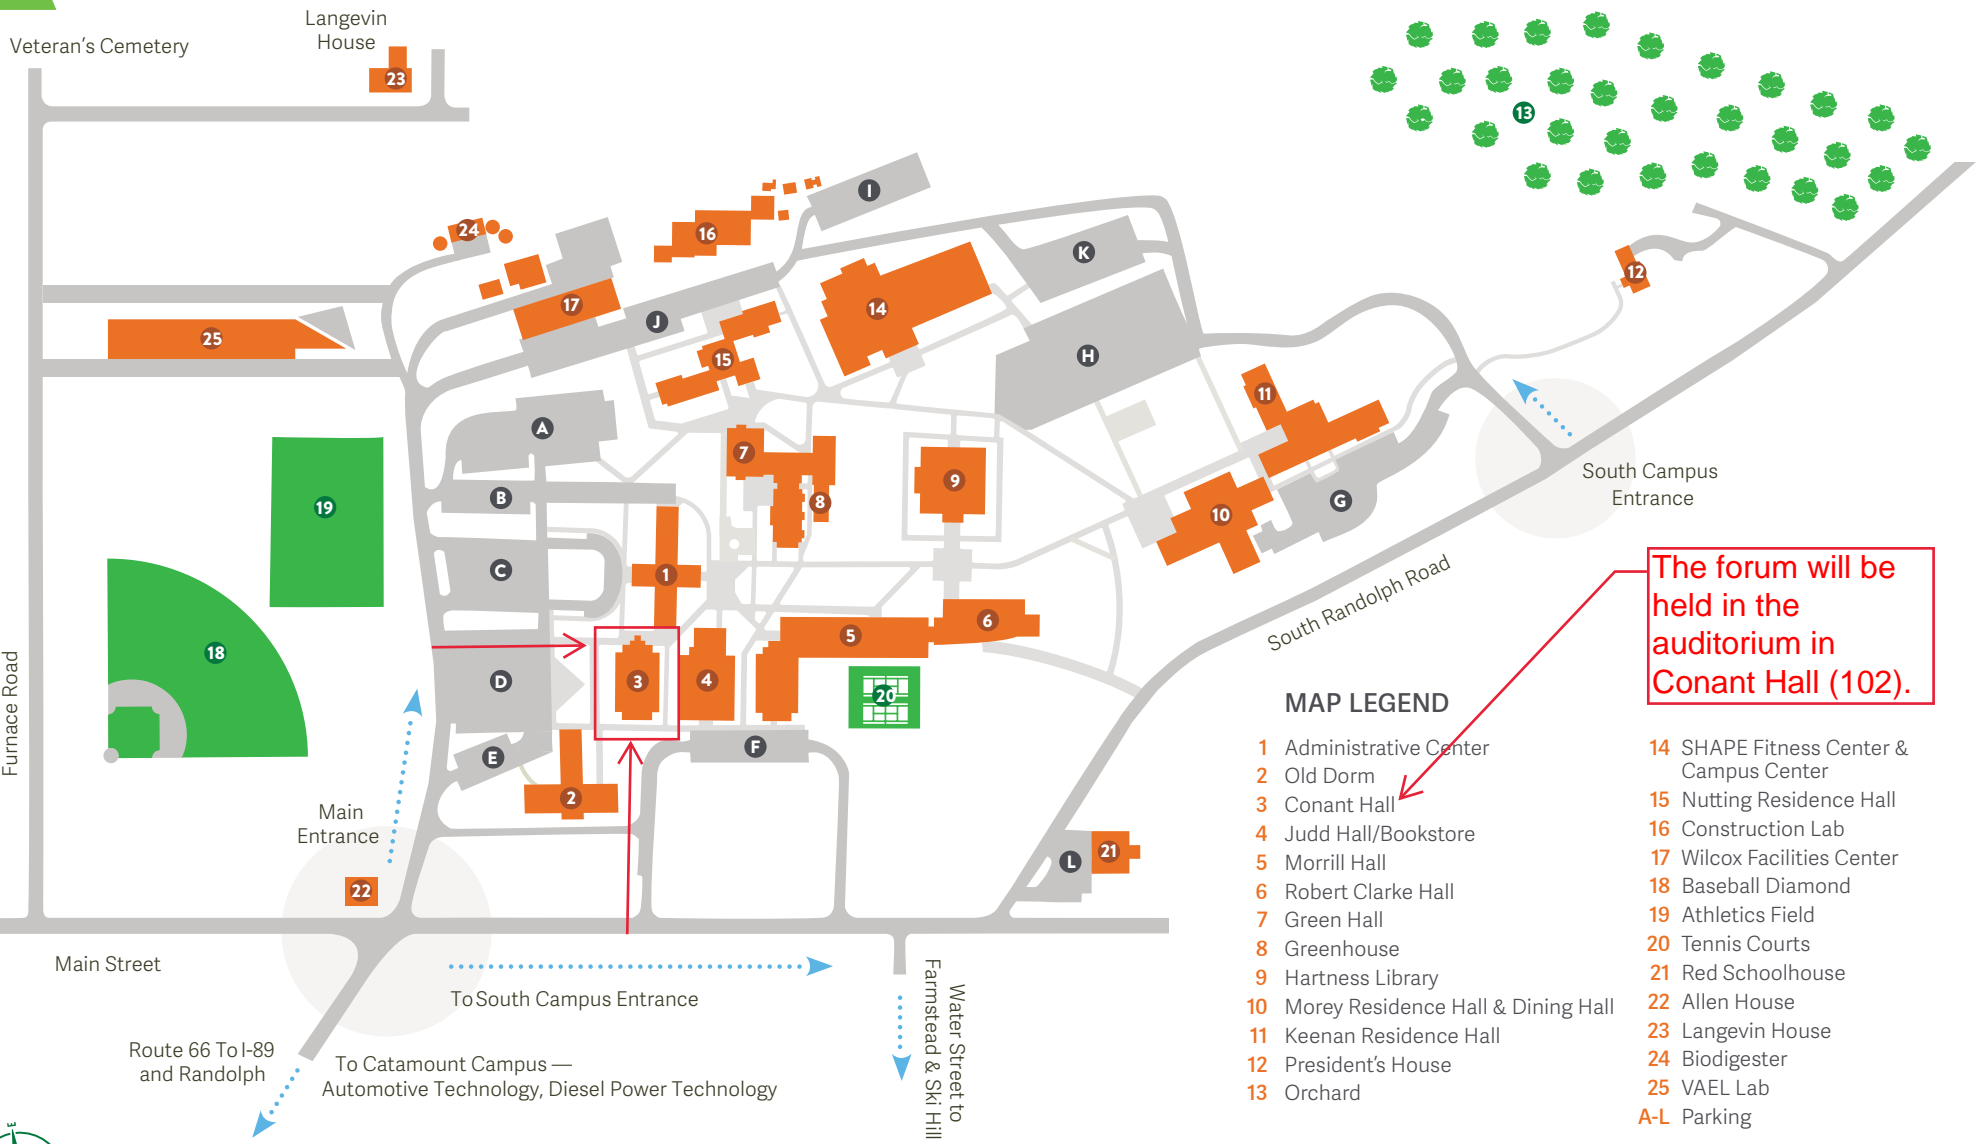 Veteran's Cemetery
Langevin
House
23
13
I
24
16
K
12
17
14
J
25
15
H
11
A
7
9
B
8
G
19
10
South Campus
Entrance
C
1
The forum will be
held in the
auditorium in
Conant Hall (102).
South Randolph Road
6
5
18
D
3
4
20
Furnace Road
F
E
2
Main
Entrance
L
21
22
Main Street
To South Campus Entrance
Water Street to
Farmstead & Ski Hill
Route 66 To I-89
and Randolph
To Catamount Campus —
Automotive Technology, Diesel Power Technology
E
MAP LEGEND
1 Administrative Center
2 Old Dorm
3 Conant Hall
4 Judd Hall/Bookstore
5 Morrill Hall
6 Robert Clarke Hall
7 Green Hall
8 Greenhouse
9 Hartness Library
10 Morey Residence Hall & Dining Hall
11 Keenan Residence Hall
12 President's House
13 Orchard
14 SHAPE Fitness Center &
Campus Center
15 Nutting Residence Hall
16 Construction Lab
17 Wilcox Facilities Center
18 Baseball Diamond
19 Athletics Field
20 Tennis Courts
21 Red Schoolhouse
22 Allen House
23 Langevin House
24 Biodigester
25 VAEL Lab
A-L Parking